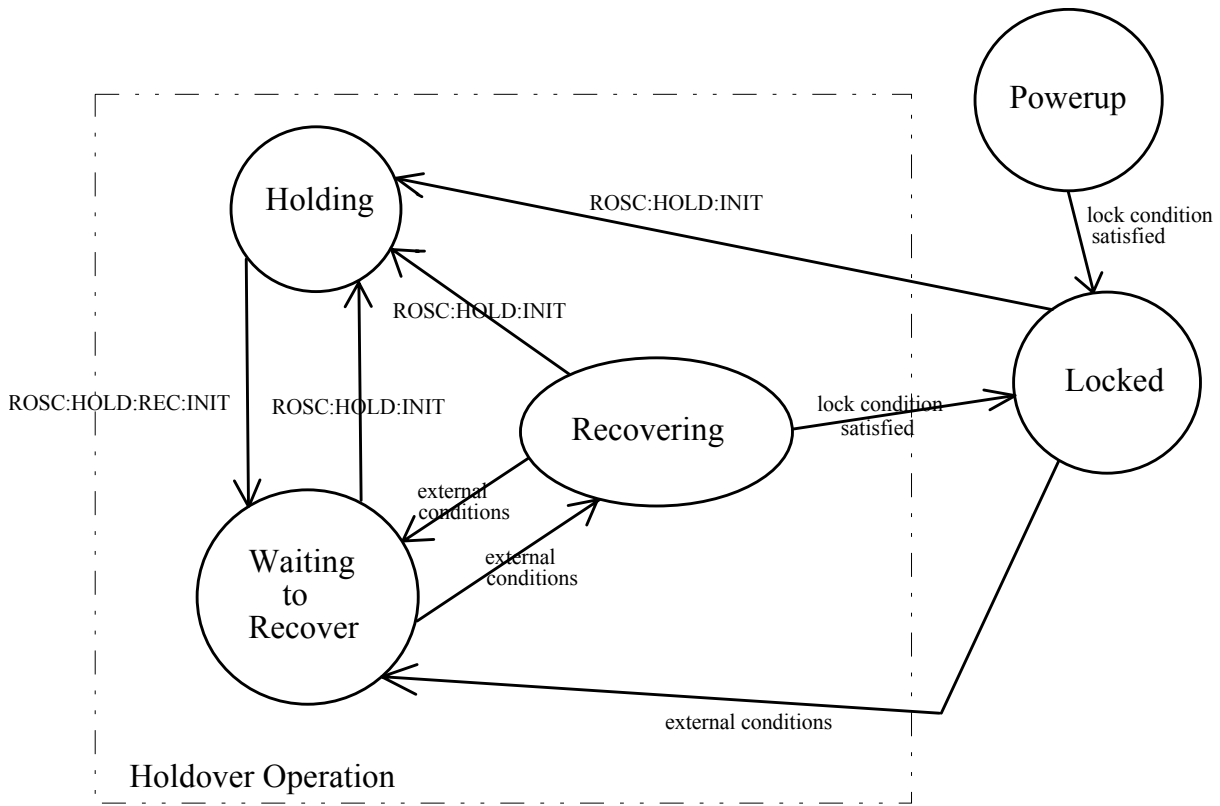 Powerup
Holding
ROSC:HOLD:INIT
lock condition
satisfied
ROSC:HOLD:INIT
Locked
ROSC:HOLD:REC:INIT
ROSC:HOLD:INIT
Recovering
lock condition
satisfied
external
conditions
Waiting
to
Recover
external
conditions
external conditions
Holdover Operation